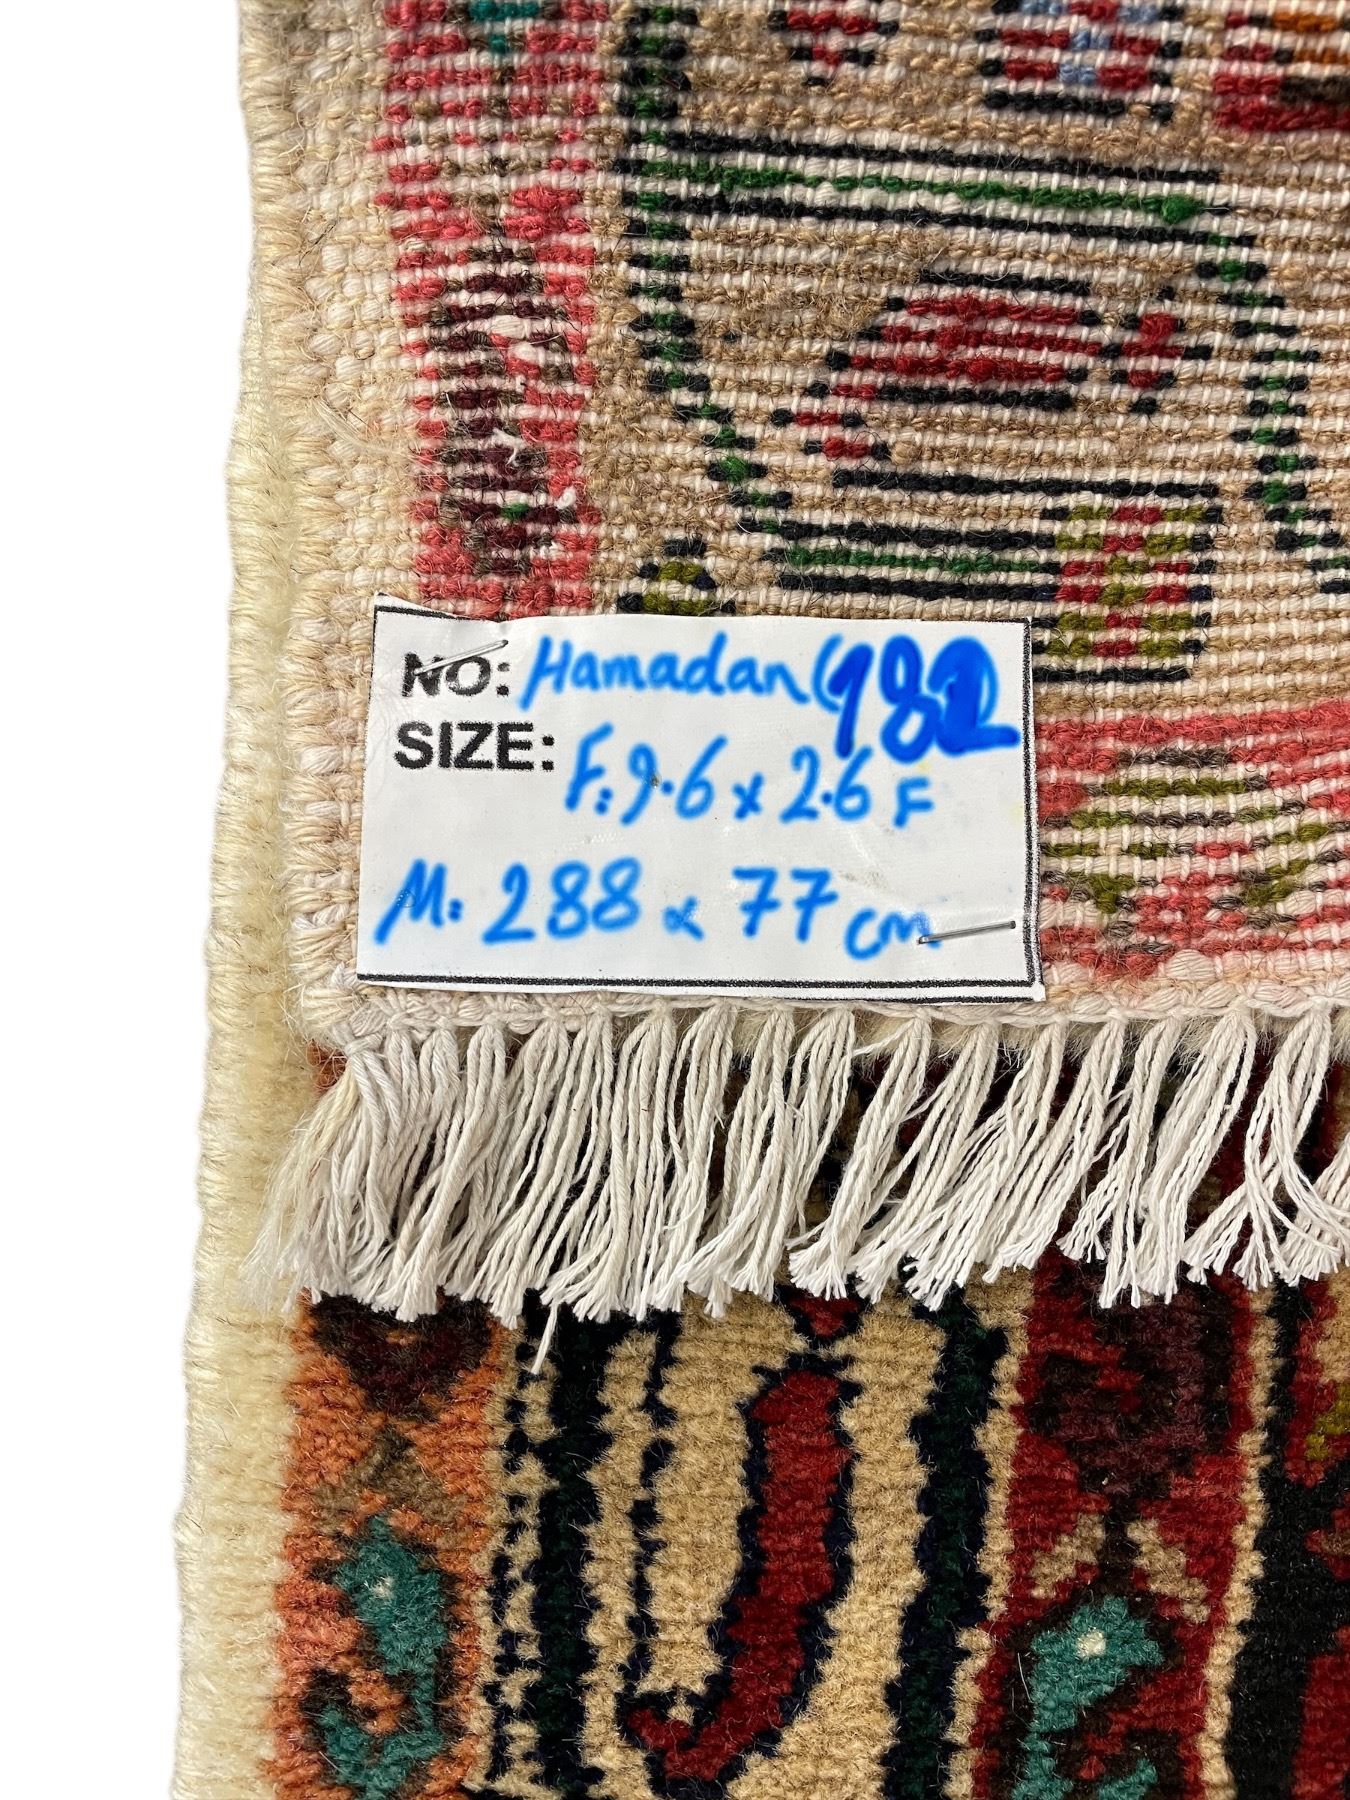 NO: Hamadan (182
SIZE: F: 9.6 x 2.6 F
M: 288 x 77 cm